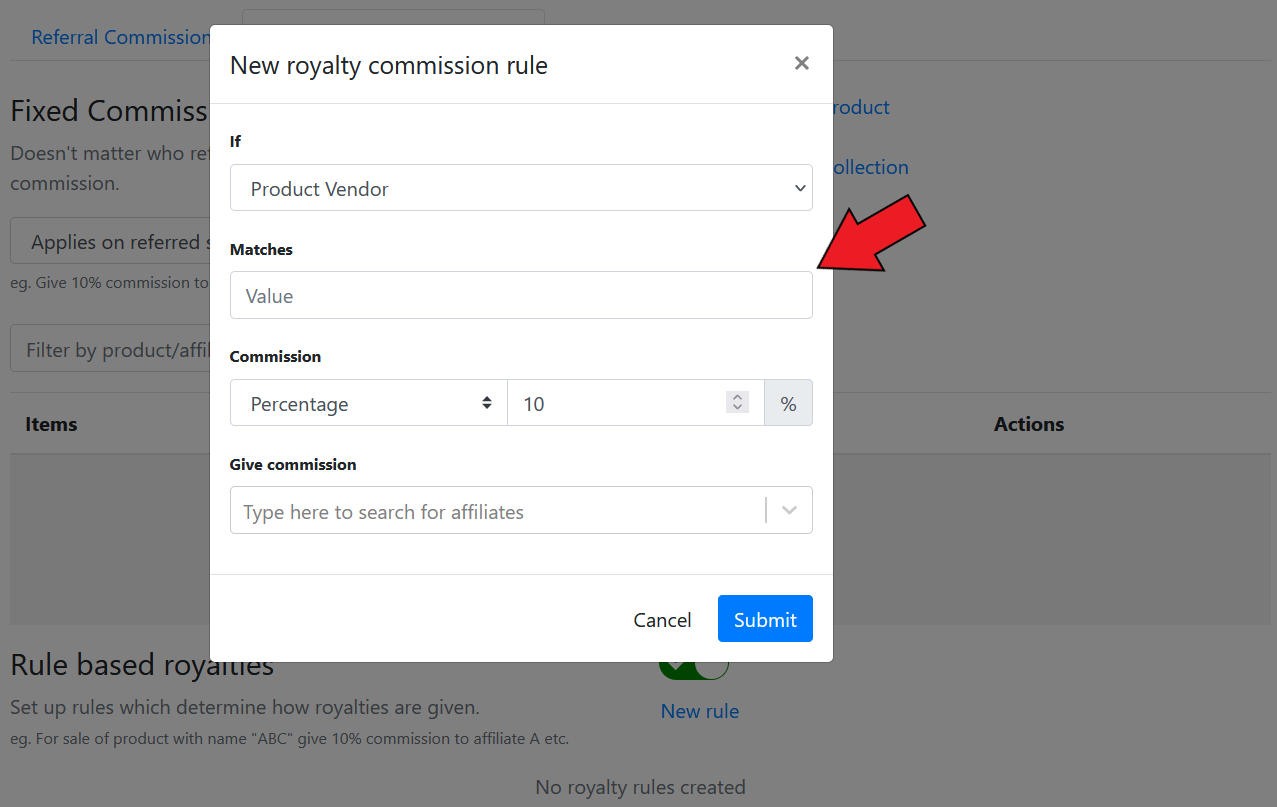 Referral Commission
New royalty commission rule
×
Fixed Commiss
roduct
Doesn't matter who ref
commission.
ollection
If
Product Vendor
Applies on referred s
Matches
eg. Give 10% commission to
Value
Filter by product/affil
Commission
Percentage
10
%
Items
Actions
Give commission
Type here to search for affiliates
Cancel
Submit
Rule based royalties
Set up rules which determine how royalties are given.
New rule
eg. For sale of product with name "ABC" give 10% commission to affiliate A etc.
No royalty rules created